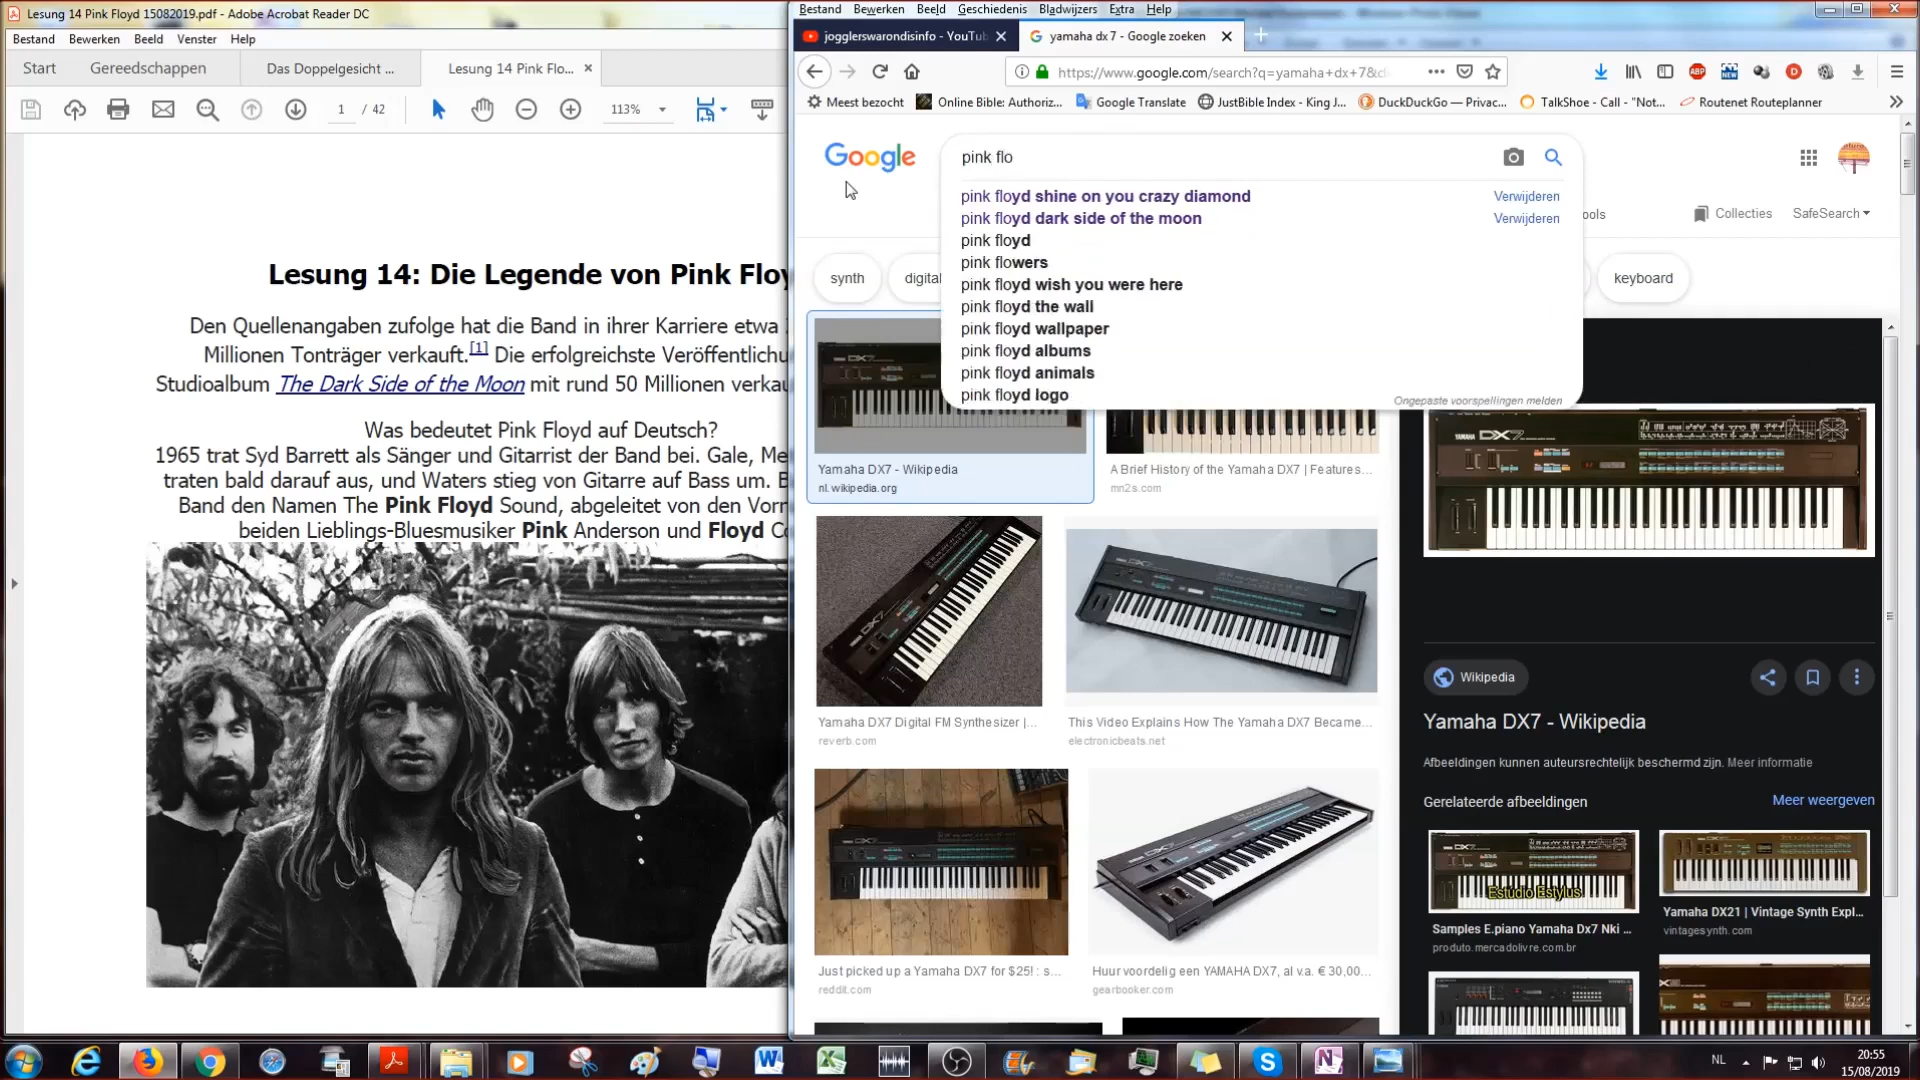 Lesung 14 Pink Floyd 15082019.pdf - Adobe Acrobat Reader DC
Bestand Bewerken Beeld Venster Help
Start Gereedschappen Das Doppelgesicht ... Lesung 14 Pink Flo... ×
1 / 42 113%
Lesung 14: Die Legende von Pink Floy
Den Quellenangaben zufolge hat die Band in ihrer Karriere etwa
Millionen Tonträger verkauft.[1] Die erfolgreichste Veröffentlichu
Studioalbum The Dark Side of the Moon mit rund 50 Millionen verkau
Was bedeutet Pink Floyd auf Deutsch?
1965 trat Syd Barrett als Sänger und Gitarrist der Band bei. Gale, Me
traten bald darauf aus, und Waters stieg von Gitarre auf Bass um. B
Band den Namen The Pink Floyd Sound, abgeleitet von den Vorn
beiden Lieblings-Bluesmusiker Pink Anderson und Floyd Co
Bestand Bewerken Beeld Geschiedenis Bladwijzers Extra Help
jogglerswarondisinfo - YouTu
yamaha dx 7 - Google zoeken
https://www.google.com/search?q=yamaha+dx+7&cl
Meest bezocht Online Bible: Authoriz... Google Translate JustBible Index - King J... DuckDuckGo — Privac... TalkShoe - Call - "Not... Routenet Routeplanner
Google
pink flo
pink floyd shine on you crazy diamond Verwijderen
pink floyd dark side of the moon Verwijderen
pink floyd
pink flowers
pink floyd wish you were here
pink floyd the wall
pink floyd wallpaper
pink floyd albums
pink floyd animals
pink floyd logo
Ongepaste voorspellingen melden
ools Collecties SafeSearch
synth digital keyboard
Yamaha DX7 - Wikipedia
nl.wikipedia.org
A Brief History of the Yamaha DX7 | Features...
mn2s.com
Yamaha DX7 Digital FM Synthesizer |...
reverb.com
This Video Explains How The Yamaha DX7 Became...
electronicbeats.net
Just picked up a Yamaha DX7 for $25! : s...
reddit.com
Huur voordelig een YAMAHA DX7, al v.a. € 30,00...
gearbooker.com
YAMAHA DX7
Wikipedia
Yamaha DX7 - Wikipedia
Afbeeldingen kunnen auteursrechtelijk beschermd zijn. Meer informatie
Gerelateerde afbeeldingen Meer weergeven
Estudio Estylus
Samples E.piano Yamaha Dx7 Nki ...
produto.mercadolivre.com.br
Yamaha DX21 | Vintage Synth Expl...
vintagesynth.com
NL
20:55
15/08/2019